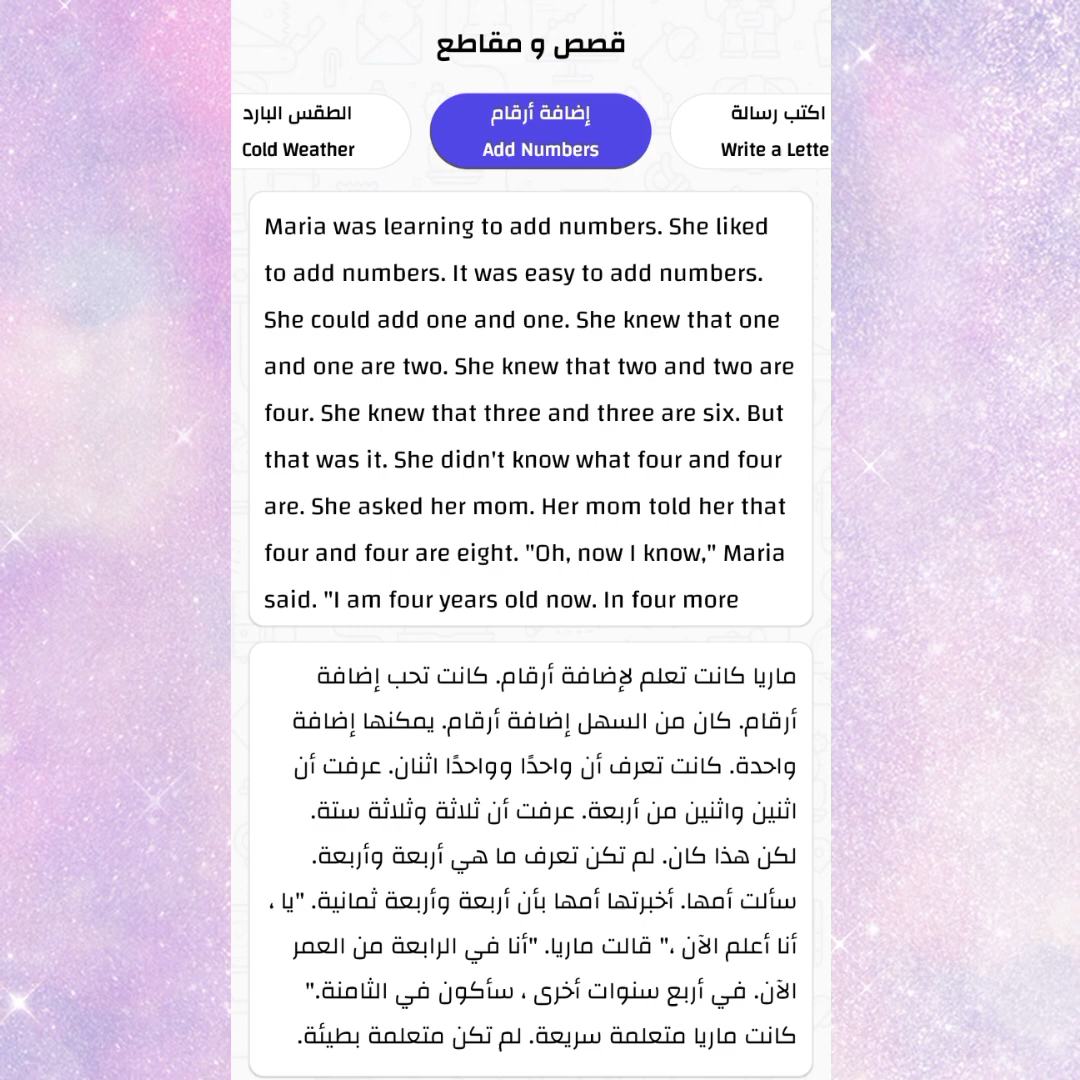 قصص و مقاطع
اكتب رسالة
Write a Lette
إضافة أرقام
Add Numbers
الطقس البارد
Cold Weather
Maria was learning to add numbers. She liked
to add numbers. It was easy to add numbers.
She could add one and one. She knew that one
and one are two. She knew that two and two are
four. She knew that three and three are six. But
that was it. She didn't know what four and four
are. She asked her mom. Her mom told her that
four and four are eight. "Oh, now I know," Maria
said. "I am four years old now. In four more
ماريا كانت تعلم لإضافة أرقام. كانت تحب إضافة
أرقام. كان من السهل إضافة أرقام. يمكنها إضافة
واحدة. كانت تعرف أن واحدًا وواحدًا اثنان. عرفت أن
اثنين واثنين من أربعة. عرفت أن ثلاثة وثلاثة ستة.
لكن هذا كان. لم تكن تعرف ما هي أربعة وأربعة.
سألت أمها. أخبرتها أمها بأن أربعة وأربعة ثمانية. "يا ،
أنا أعلم الآن ،" قالت ماريا. "أنا في الرابعة من العمر
الآن. في أربع سنوات أخرى ، سأكون في الثامنة."
كانت ماريا متعلمة سريعة. لم تكن متعلمة بطيئة.